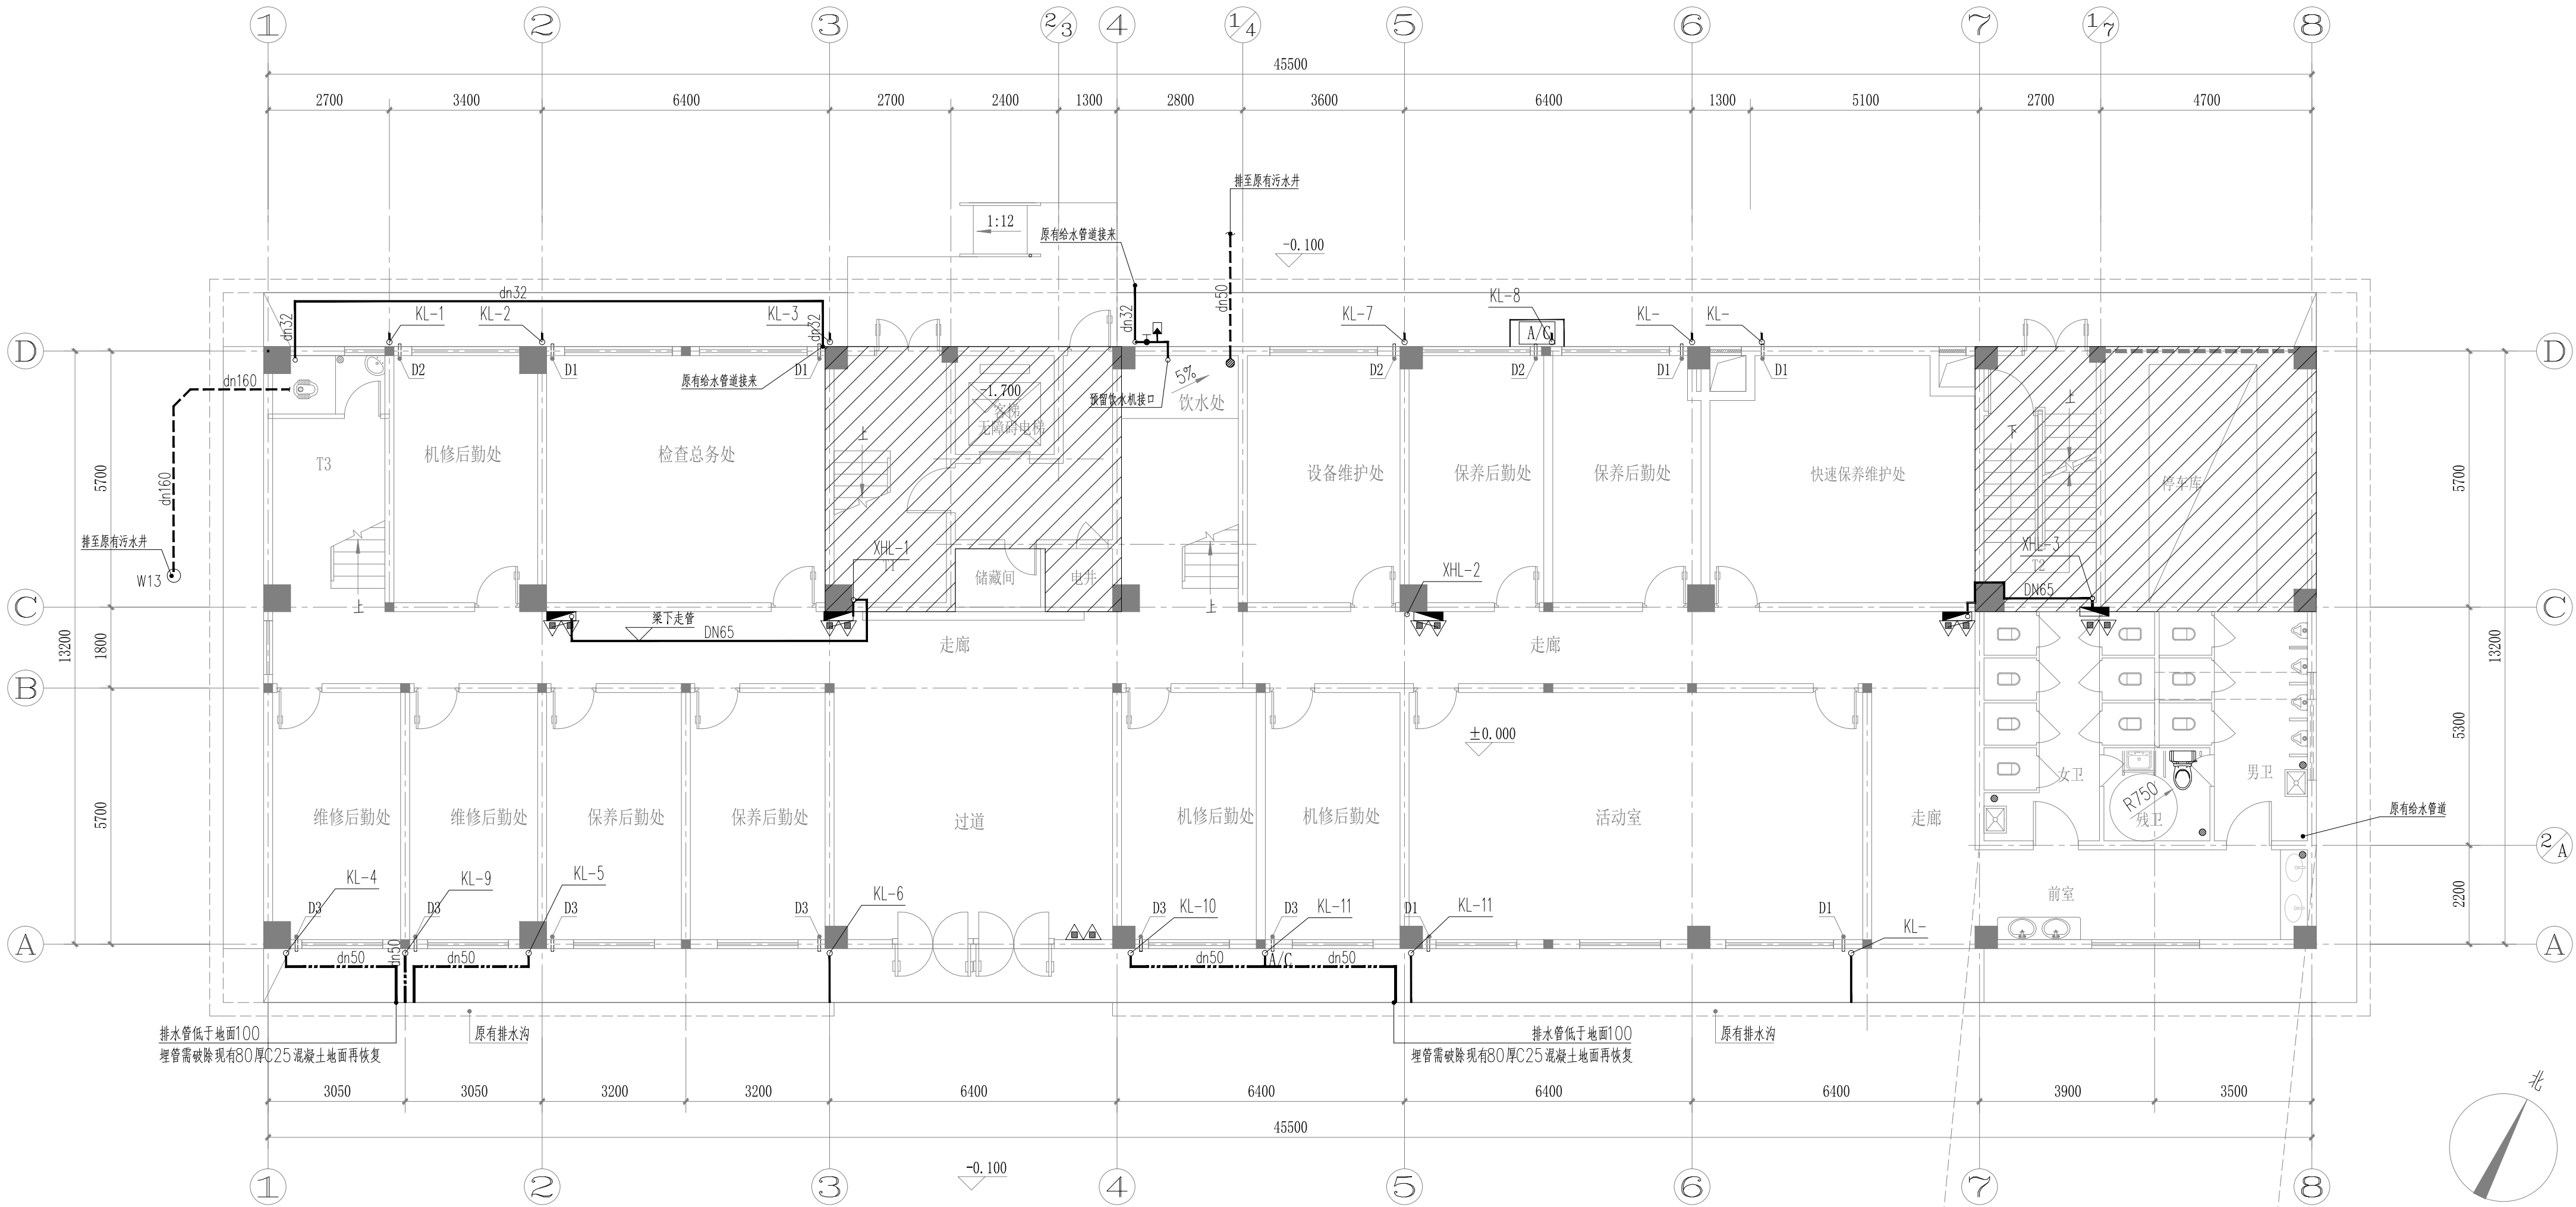 1 2 3 2/3 4 1/4 5 6 7 1/7 8
45500
2700 3400 6400 2700 2400 1300 2800 3600 6400 1300 5100 2700 4700
排至原有污水井
1:12
原有给水管道接来
-0.100
dn32
dn32
KL-1
KL-2
KL-3
dn32
dn32
dn50
KL-7
KL-8
A/C
KL-
KL-
D
D
D2
D1
原有给水管道接来
D1
预留饮水机接口
5%
饮水处
D2
D2
D1
D1
dn160
dn160
排至原有污水井
W13
-1.700
客梯
无障碍电梯
上
上
下
T3
机修后勤处
检查总务处
设备维护处
保养后勤处
保养后勤处
快速保养维护处
停车库
5700
5700
XHL-1
T1
储藏间
电井
XHL-2
XHL-3
T2
DN65
上
上
C
C
梁下走管
DN65
走廊
走廊
13200
1800
13200
B
±0.000
5300
女卫
男卫
R750
残卫
原有给水管道
维修后勤处
维修后勤处
保养后勤处
保养后勤处
过道
机修后勤处
机修后勤处
活动室
走廊
5700
2/A
前室
2200
KL-4
KL-9
KL-5
KL-6
KL-10
KL-11
KL-11
KL-
D3
D3
D3
D3
D3
D3
D1
D1
A
A
dn50
dn50
dn50
dn50
A/C
dn50
排水管低于地面100
埋管需破除现有80厚C25混凝土地面再恢复
原有排水沟
排水管低于地面100
埋管需破除现有80厚C25混凝土地面再恢复
原有排水沟
3050 3050 3200 3200 6400 6400 6400 6400 3900 3500
45500
北
-0.100
1 2 3 4 5 6 7 8